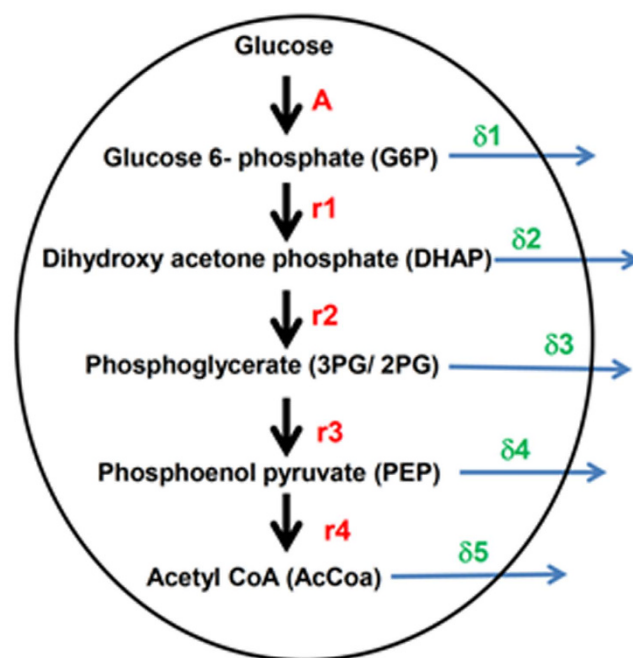 Glucose
A
Glucose 6- phosphate (G6P)
δ1
r1
Dihydroxy acetone phosphate (DHAP)
δ2
r2
Phosphoglycerate (3PG/ 2PG)
δ3
r3
Phosphoenol pyruvate (PEP)
δ4
r4
Acetyl CoA (AcCoa)
δ5